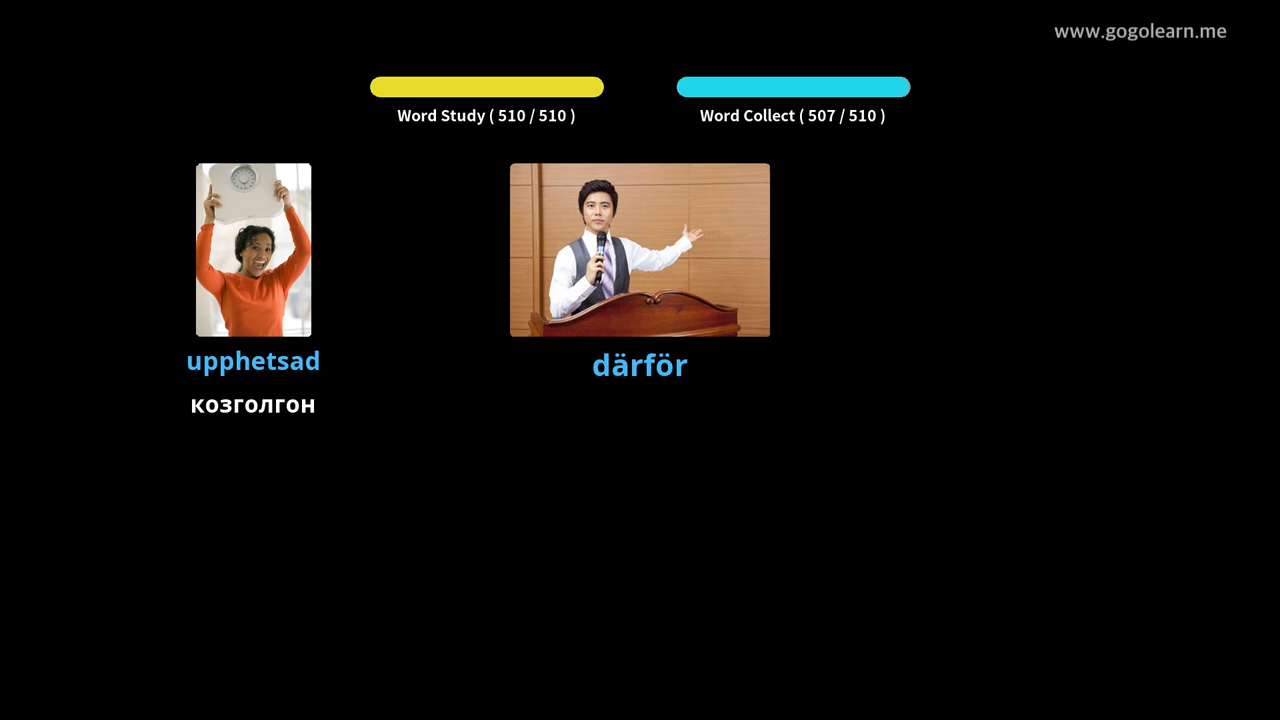 www.gogolearn.me
Word Study ( 510 / 510 )
Word Collect ( 507 / 510 )
upphetsad
козголгон
därför